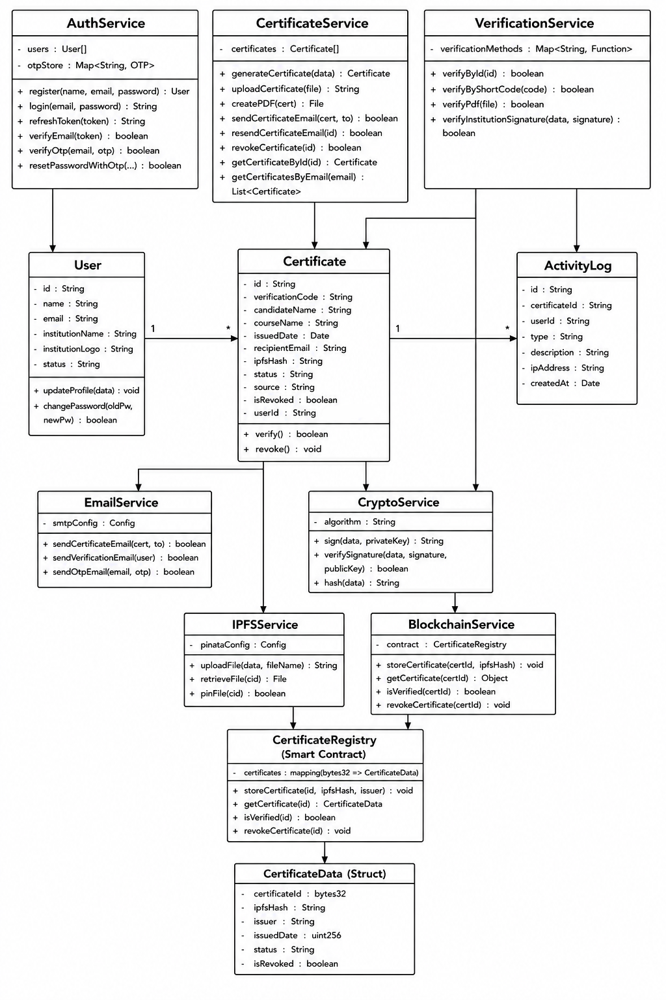 AuthService
- users : User[]
- otpStore : Map<String, OTP>
+ register(name, email, password) : User
+ login(email, password) : String
+ refreshToken(token) : String
+ verifyEmail(token) : boolean
+ verifyOtp(email, otp) : boolean
+ resetPasswordWithOtp(...) : boolean
CertificateService
- certificates : Certificate[]
+ generateCertificate(data) : Certificate
+ uploadCertificate(file) : String
+ createPDF(cert) : File
+ sendCertificateEmail(cert, to) : boolean
+ resendCertificateEmail(id) : boolean
+ revokeCertificate(id) : boolean
+ getCertificateById(id) : Certificate
+ getCertificatesByEmail(email) :
List<Certificate>
VerificationService
- verificationMethods : Map<String, Function>
+ verifyById(id) : boolean
+ verifyByShortCode(code) : boolean
+ verifyPdf(file) : boolean
+ verifyInstitutionSignature(data, signature) :
boolean
User
- id : String
- name : String
- email : String
- institutionName : String
- institutionLogo : String
- status : String
+ updateProfile(data) : void
+ changePassword(oldPw,
newPw) : boolean
1
*
Certificate
- id : String
- verificationCode : String
- candidateName : String
- courseName : String
- issuedDate : Date
- recipientEmail : String
- ipfsHash : String
- status : String
- source : String
- isRevoked : boolean
- userId : String
+ verify() : boolean
+ revoke() : void
1
*
ActivityLog
- id : String
- certificateId : String
- userId : String
- type : String
- description : String
- ipAddress : String
- createdAt : Date
EmailService
- smtpConfig : Config
+ sendCertificateEmail(cert, to) : boolean
+ sendVerificationEmail(user) : boolean
+ sendOtpEmail(email, otp) : boolean
CryptoService
- algorithm : String
+ sign(data, privateKey) : String
+ verifySignature(data, signature,
publicKey) : boolean
+ hash(data) : String
IPFSService
- pinataConfig : Config
+ uploadFile(data, fileName) : String
+ retrieveFile(cid) : File
+ pinFile(cid) : boolean
BlockchainService
- contract : CertificateRegistry
+ storeCertificate(certId, ipfsHash) : void
+ getCertificate(certId) : Object
+ isVerified(certId) : boolean
+ revokeCertificate(certId) : void
CertificateRegistry
(Smart Contract)
- certificates : mapping(bytes32 => CertificateData)
+ storeCertificate(id, ipfsHash, issuer) : void
+ getCertificate(id) : CertificateData
+ isVerified(id) : boolean
+ revokeCertificate(id) : void
CertificateData (Struct)
- certificateId : bytes32
- ipfsHash : String
- issuer : String
- issuedDate : uint256
- status : String
- isRevoked : boolean